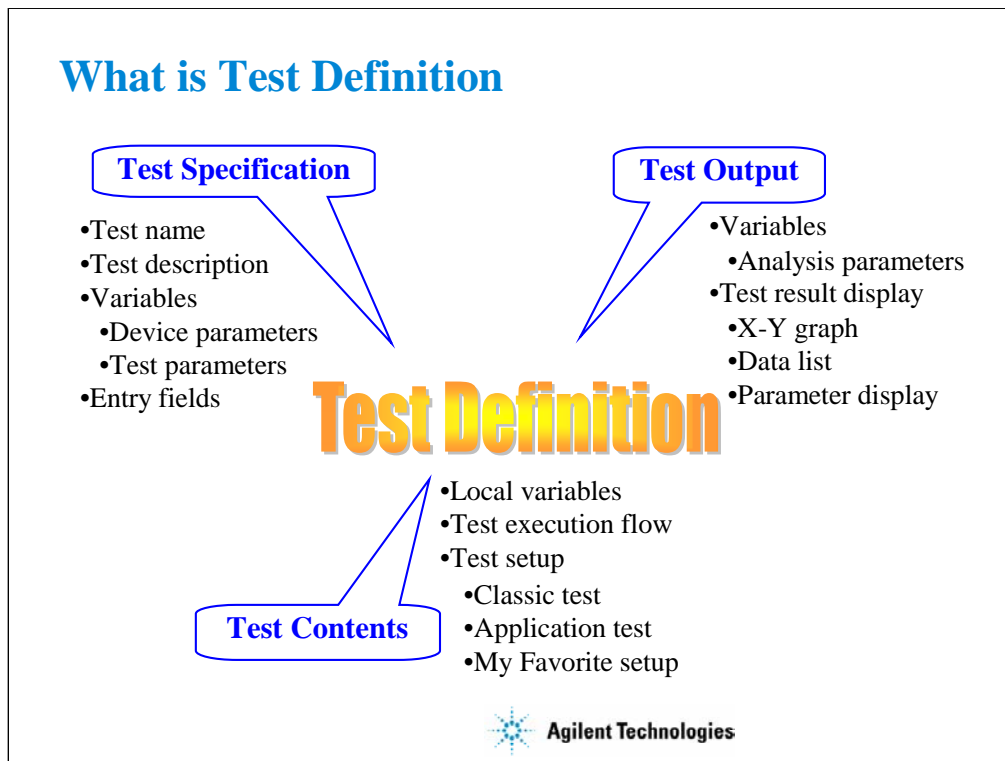 What is Test Definition
Test Specification
•Test name
•Test description
•Variables
•Device parameters
•Test parameters
•Entry fields
Test Output
•Variables
•Analysis parameters
•Test result display
•X-Y graph
•Data list
•Parameter display
Test Definition
Test Contents
•Local variables
•Test execution flow
•Test setup
•Classic test
•Application test
•My Favorite setup
Agilent Technologies